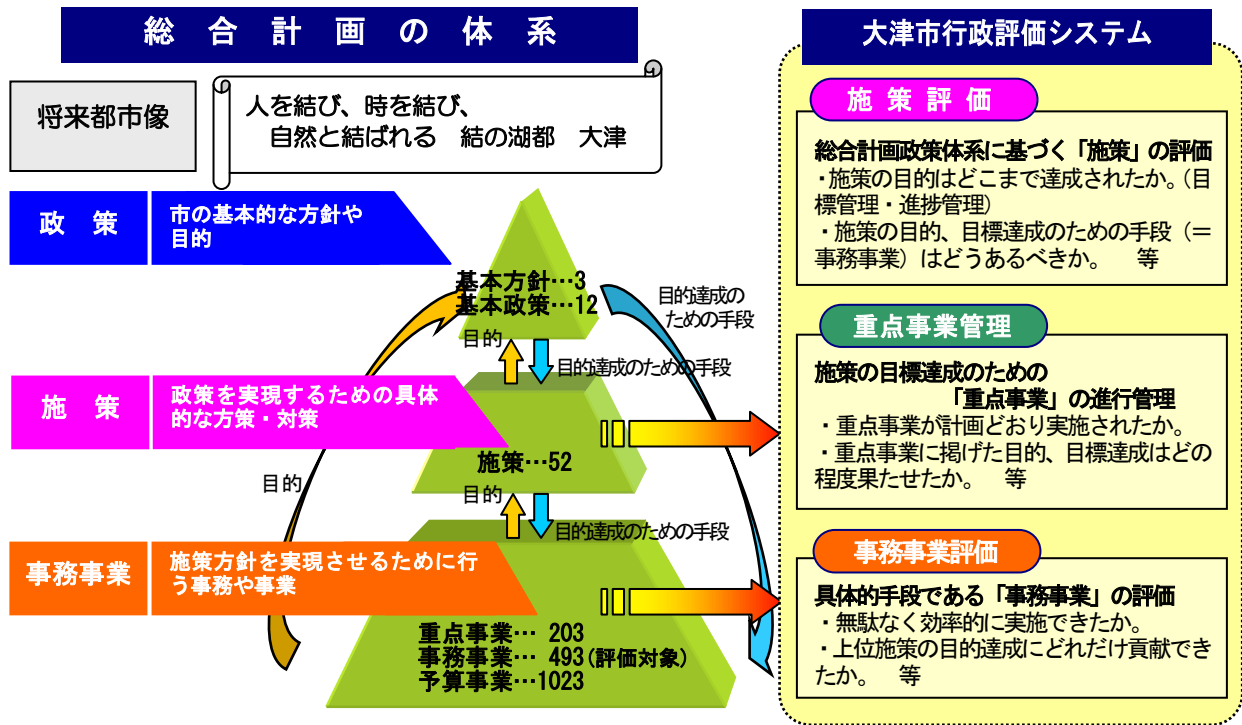 総合計画の体系
将来都市像
人を結び、時を結び、
自然と結ばれる　結の湖都　大津
政　策
市の基本的な方針や
目的
基本方針…3
基本政策…12
目的達成の
ための手段
目的
目的達成のための手段
施　策
政策を実現するための具体
的な方策・対策
施策…52
目的
目的
目的達成のための手段
事務事業
施策方針を実現させるために行
う事務や事業
重点事業… 203
事務事業… 493(評価対象)
予算事業…1023
大津市行政評価システム
施 策 評 価
総合計画政策体系に基づく「施策」の評価
・施策の目的はどこまで達成されたか。（目
標管理・進捗管理）
・施策の目的、目標達成のための手段（＝
事務事業）はどうあるべきか。　等
重点事業管理
施策の目標達成のための
「重点事業」の進行管理
・重点事業が計画どおり実施されたか。
・重点事業に掲げた目的、目標達成はどの
程度果たせたか。　等
事務事業評価
具体的手段である「事務事業」の評価
・無駄なく効率的に実施できたか。
・上位施策の目的達成にどれだけ貢献でき
たか。　等